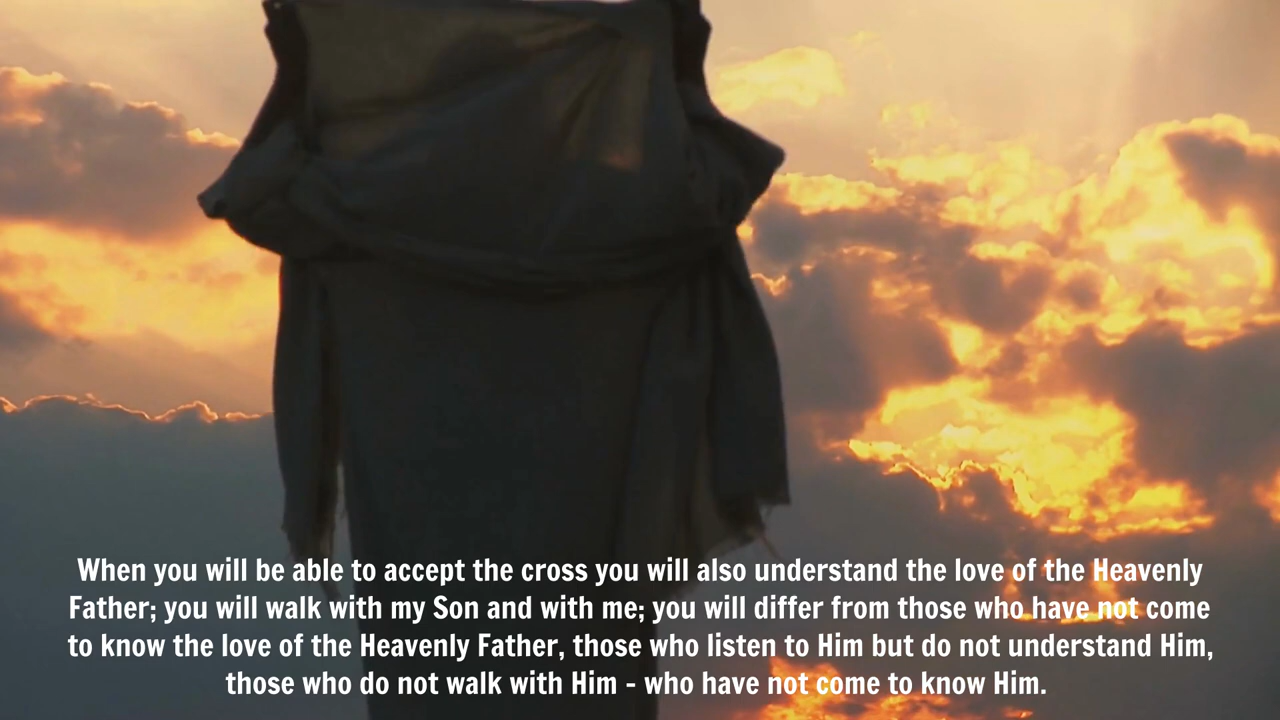 When you will be able to accept the cross you will also understand the love of the Heavenly
Father; you will walk with my Son and with me; you will differ from those who have not come
to know the love of the Heavenly Father, those who listen to Him but do not understand Him,
those who do not walk with Him - who have not come to know Him.